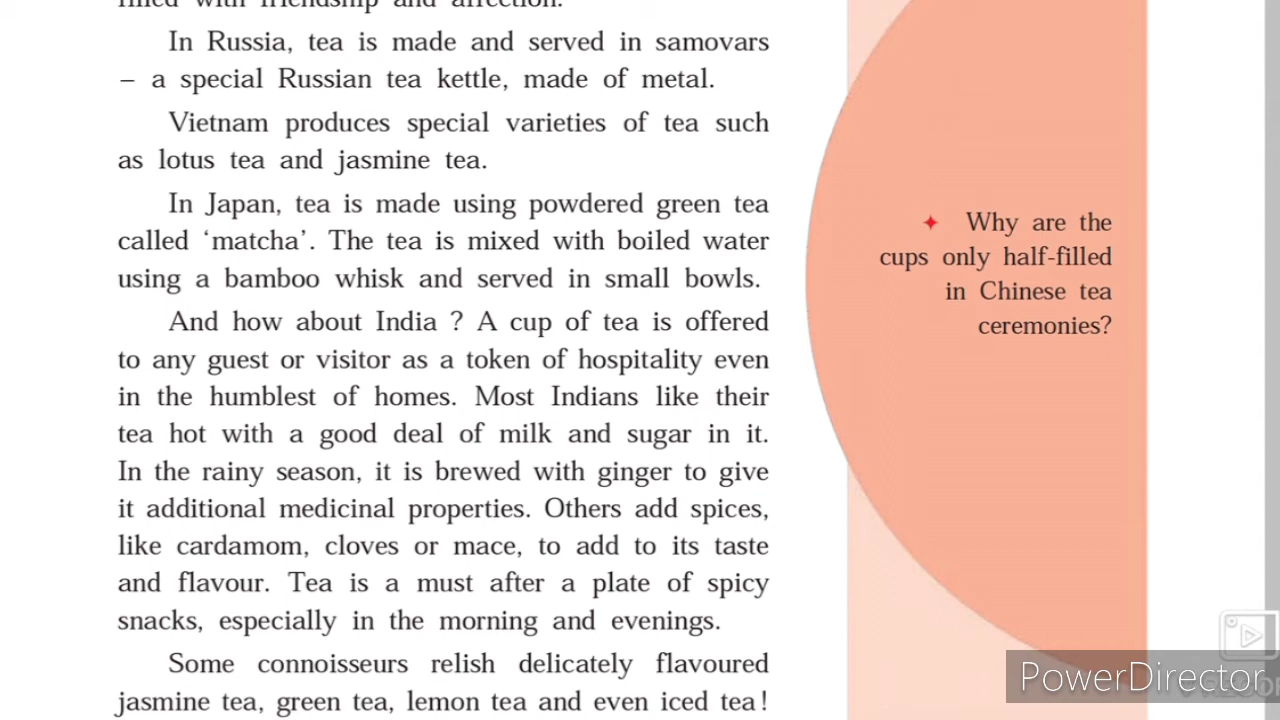 filled with friendship and affection.
In Russia, tea is made and served in samovars
– a special Russian tea kettle, made of metal.
Vietnam produces special varieties of tea such
as lotus tea and jasmine tea.
In Japan, tea is made using powdered green tea
called ‘matcha’. The tea is mixed with boiled water
using a bamboo whisk and served in small bowls.
And how about India ? A cup of tea is offered
to any guest or visitor as a token of hospitality even
in the humblest of homes. Most Indians like their
tea hot with a good deal of milk and sugar in it.
In the rainy season, it is brewed with ginger to give
it additional medicinal properties. Others add spices,
like cardamom, cloves or mace, to add to its taste
and flavour. Tea is a must after a plate of spicy
snacks, especially in the morning and evenings.
Some connoisseurs relish delicately flavoured
jasmine tea, green tea, lemon tea and even iced tea!
✦ Why are the
cups only half-filled
in Chinese tea
ceremonies?
PowerDirector